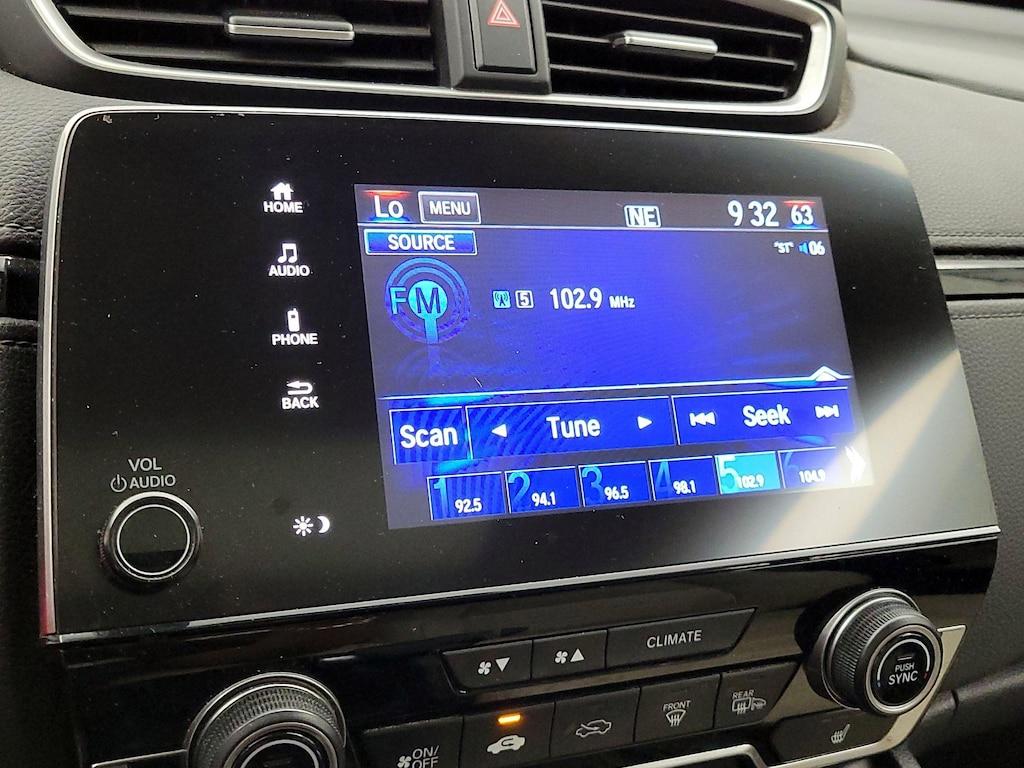 HOME
AUDIO
PHONE
BACK
VOL
AUDIO
Lo
MENU
NE
9 32
63
SOURCE
"ST" 06
FM
5 102.9 MHz
Scan
Tune
Seek
1 92.5
2 94.1
3 96.5
4 98.1
5 102.9
6 104.9
CLIMATE
PUSH
SYNC
ON/
OFF
FRONT
REAR